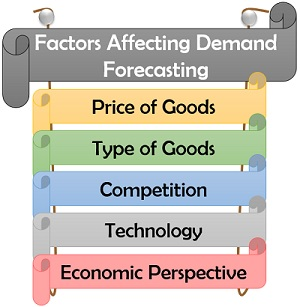 Factors Affecting Demand
Forecasting
Price of Goods
Type of Goods
Competition
Technology
Economic Perspective